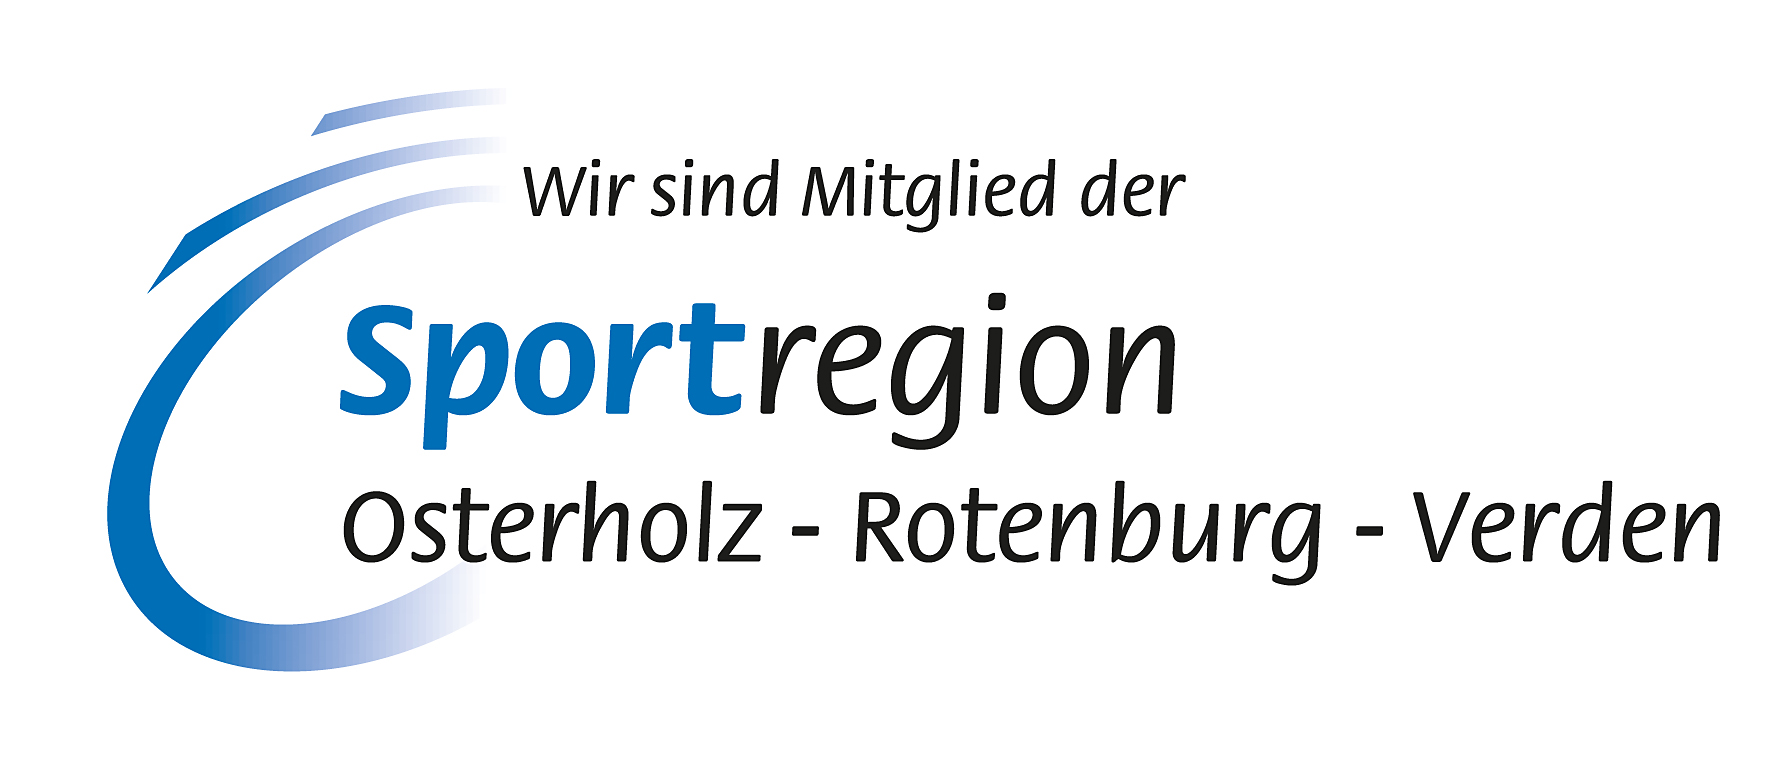 Wir sind Mitglied der
Sportregion
Osterholz - Rotenburg - Verden